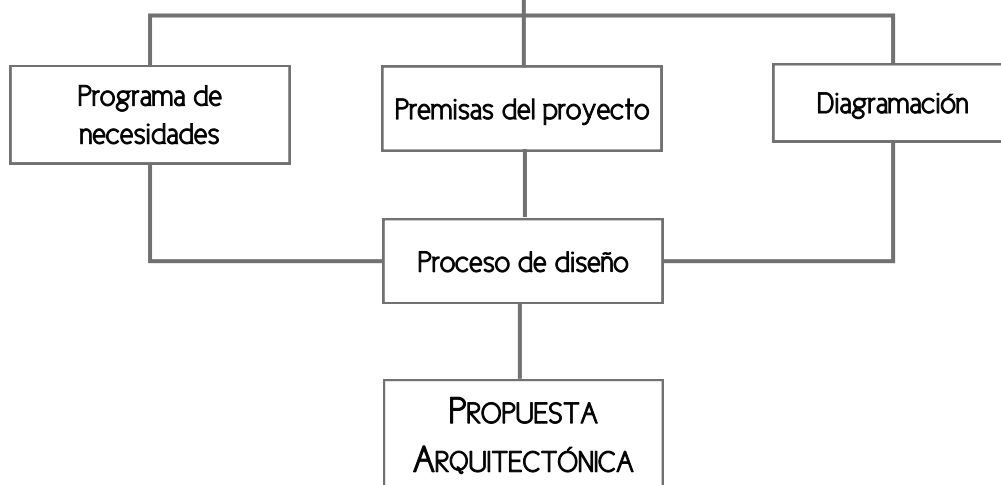 Programa de
necesidades
Premisas del proyecto
Diagramación
Proceso de diseño
PROPUESTA
ARQUITECTÓNICA